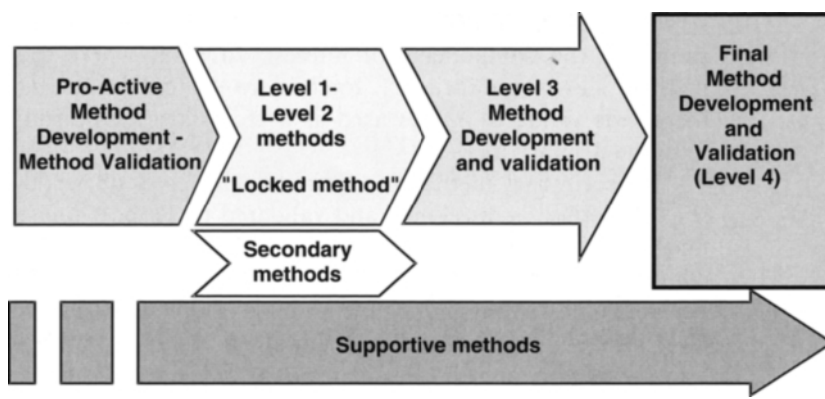 Pro-Active
Method
Development -
Method Validation
Level 1-
Level 2
methods
"Locked method"
Secondary
methods
Level 3
Method
Development
and validation
Final
Method
Development
and
Validation
(Level 4)
Supportive methods